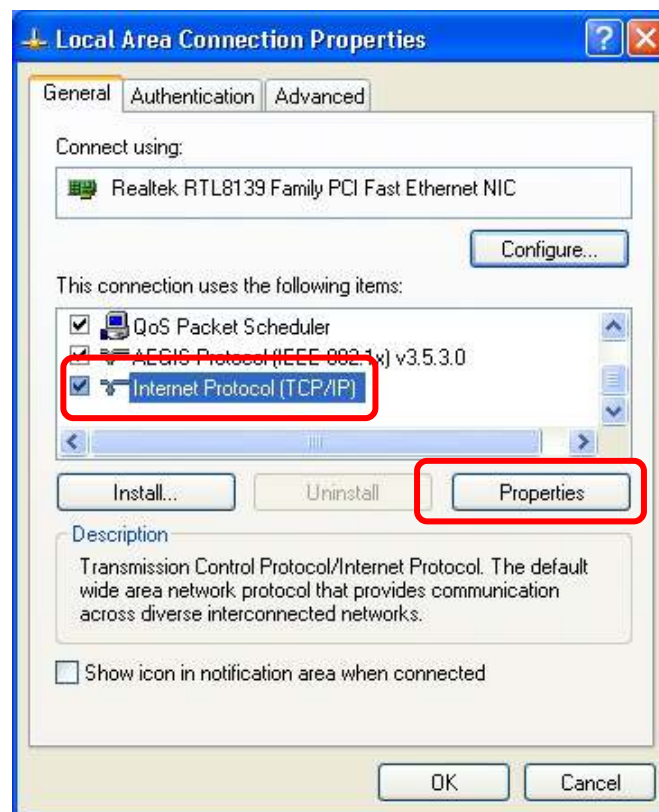 Local Area Connection Properties
General Authentication Advanced
Connect using:
Realtek RTL8139 Family PCI Fast Ethernet NIC
Configure...
This connection uses the following items:
QoS Packet Scheduler
AEGIS Protocol (IEEE 802.1x) v3.5.3.0
Internet Protocol (TCP/IP)
Install... Uninstall Properties
Description
Transmission Control Protocol/Internet Protocol. The default
wide area network protocol that provides communication
across diverse interconnected networks.
Show icon in notification area when connected
OK Cancel